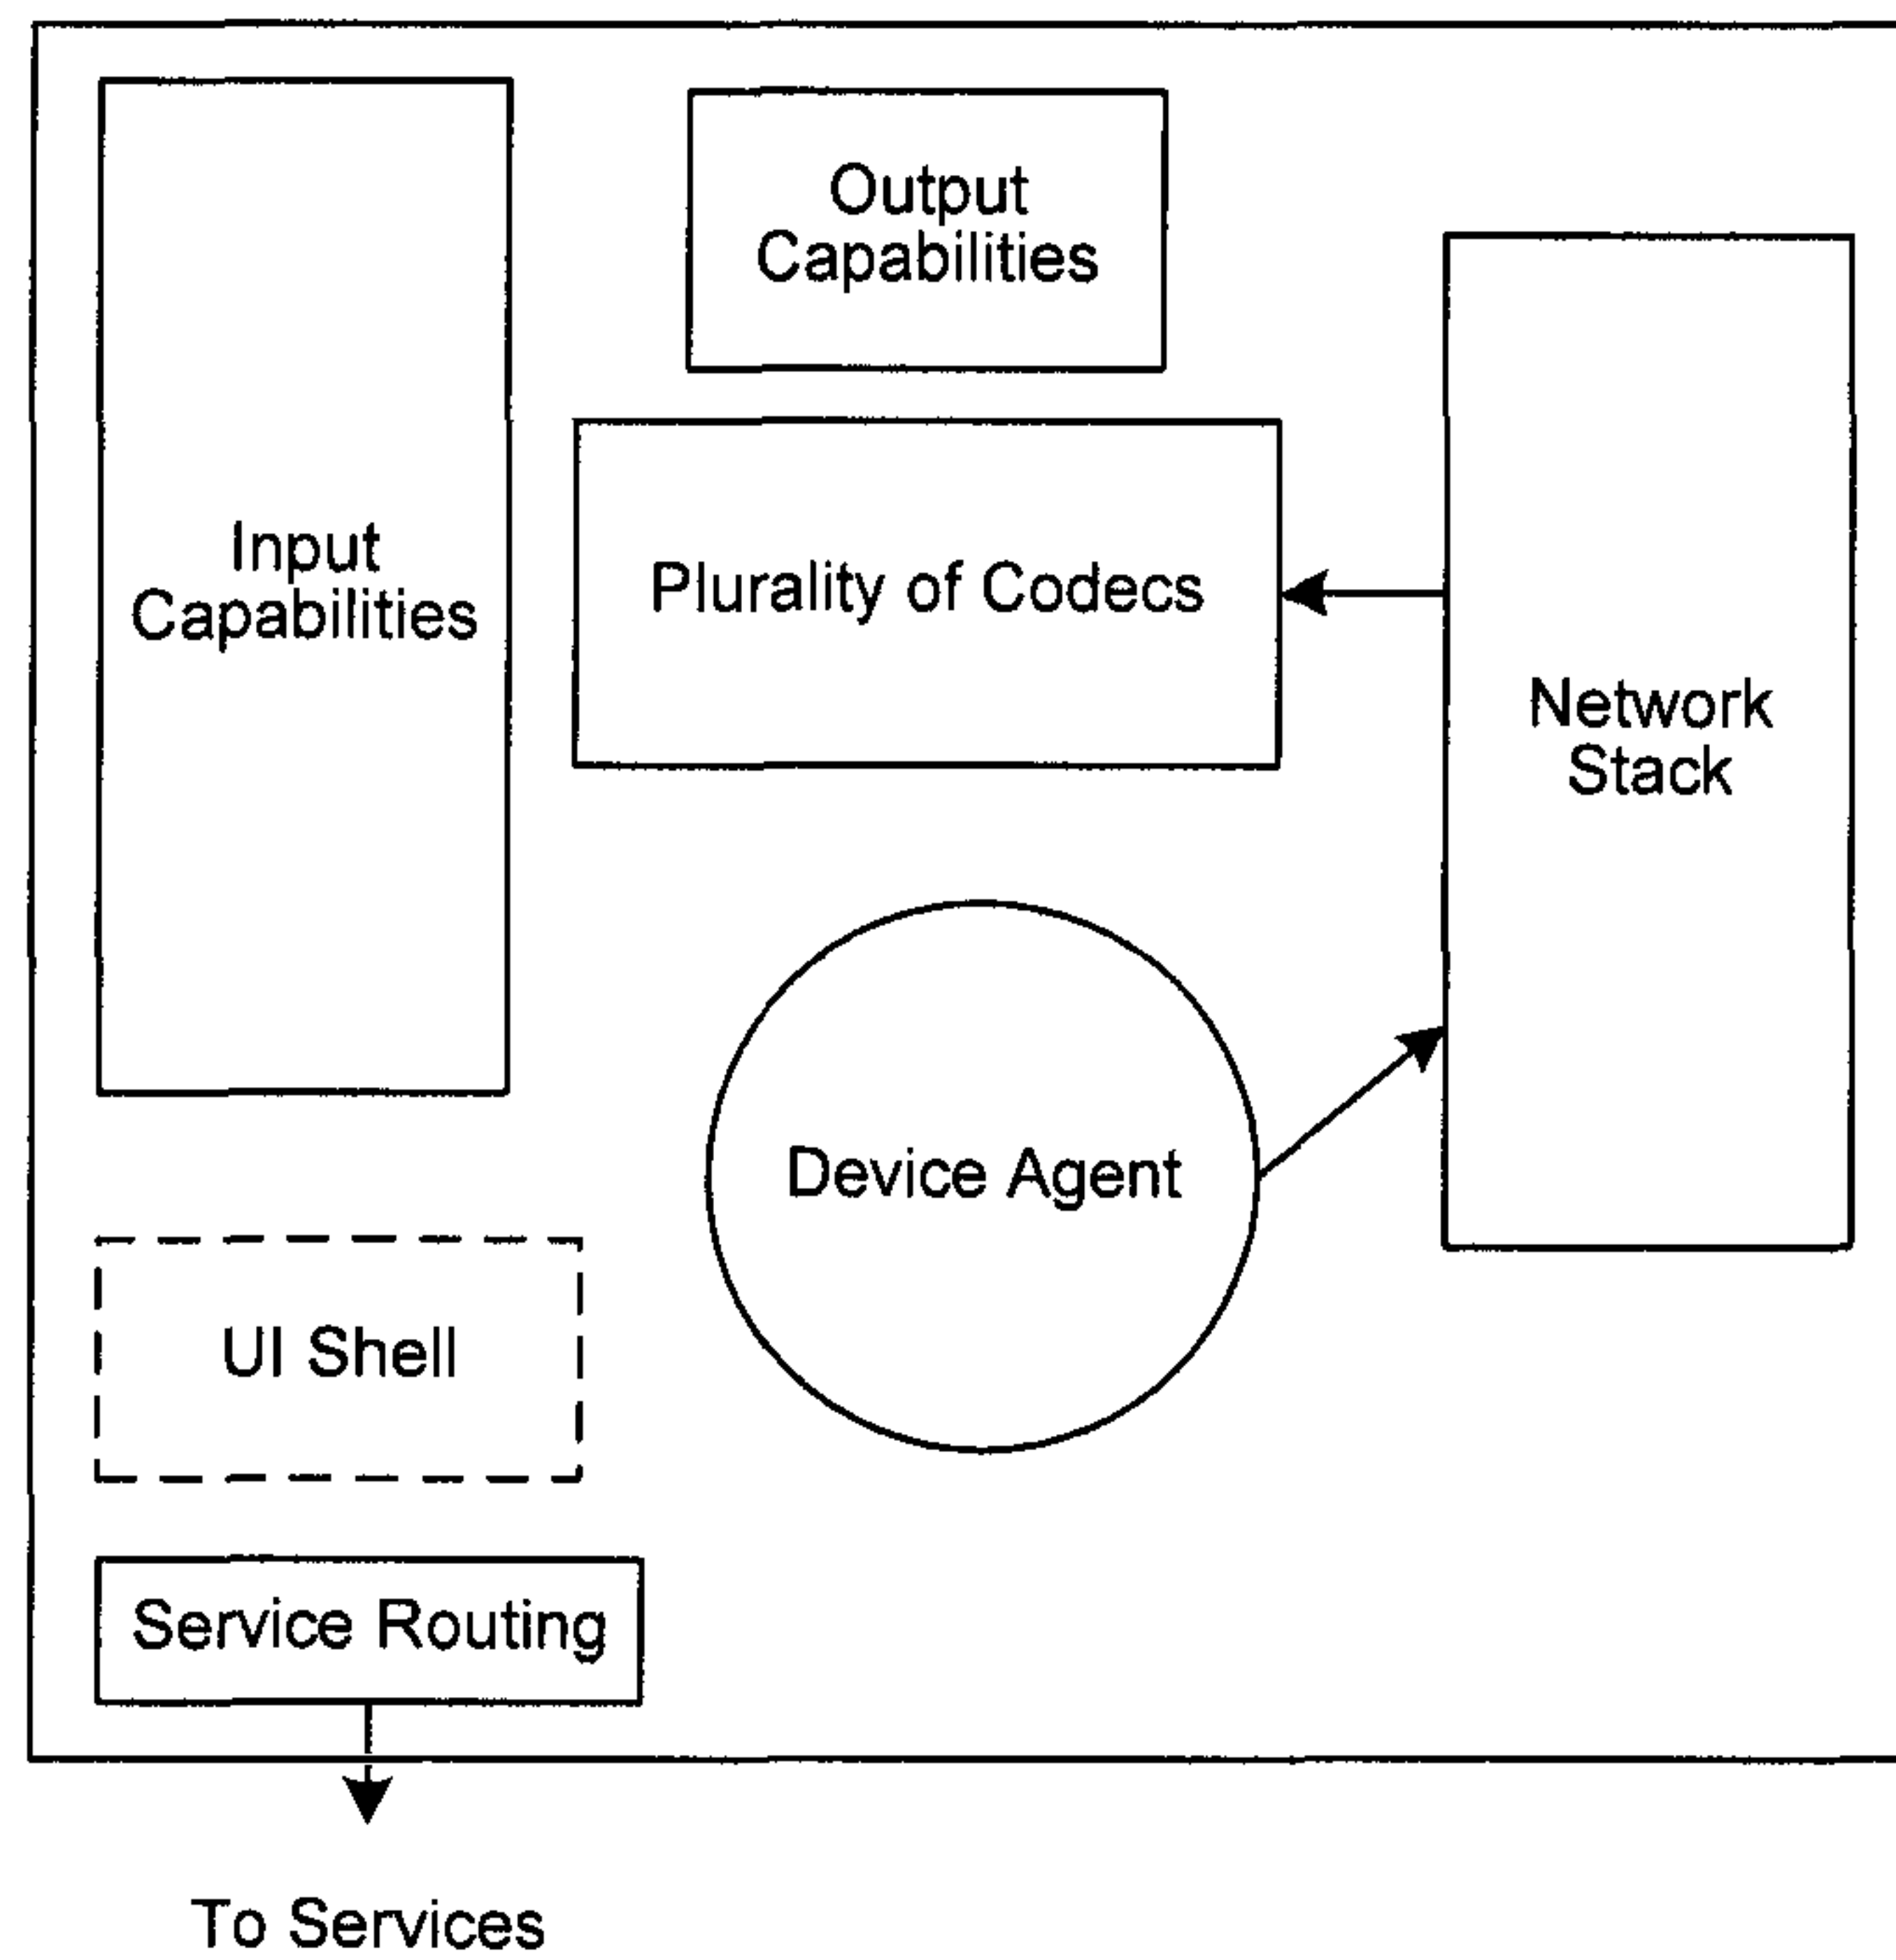 Output
Capabilities
Input
Capabilities
Plurality of Codecs
Network
Stack
Device Agent
UI Shell
Service Routing
To Services